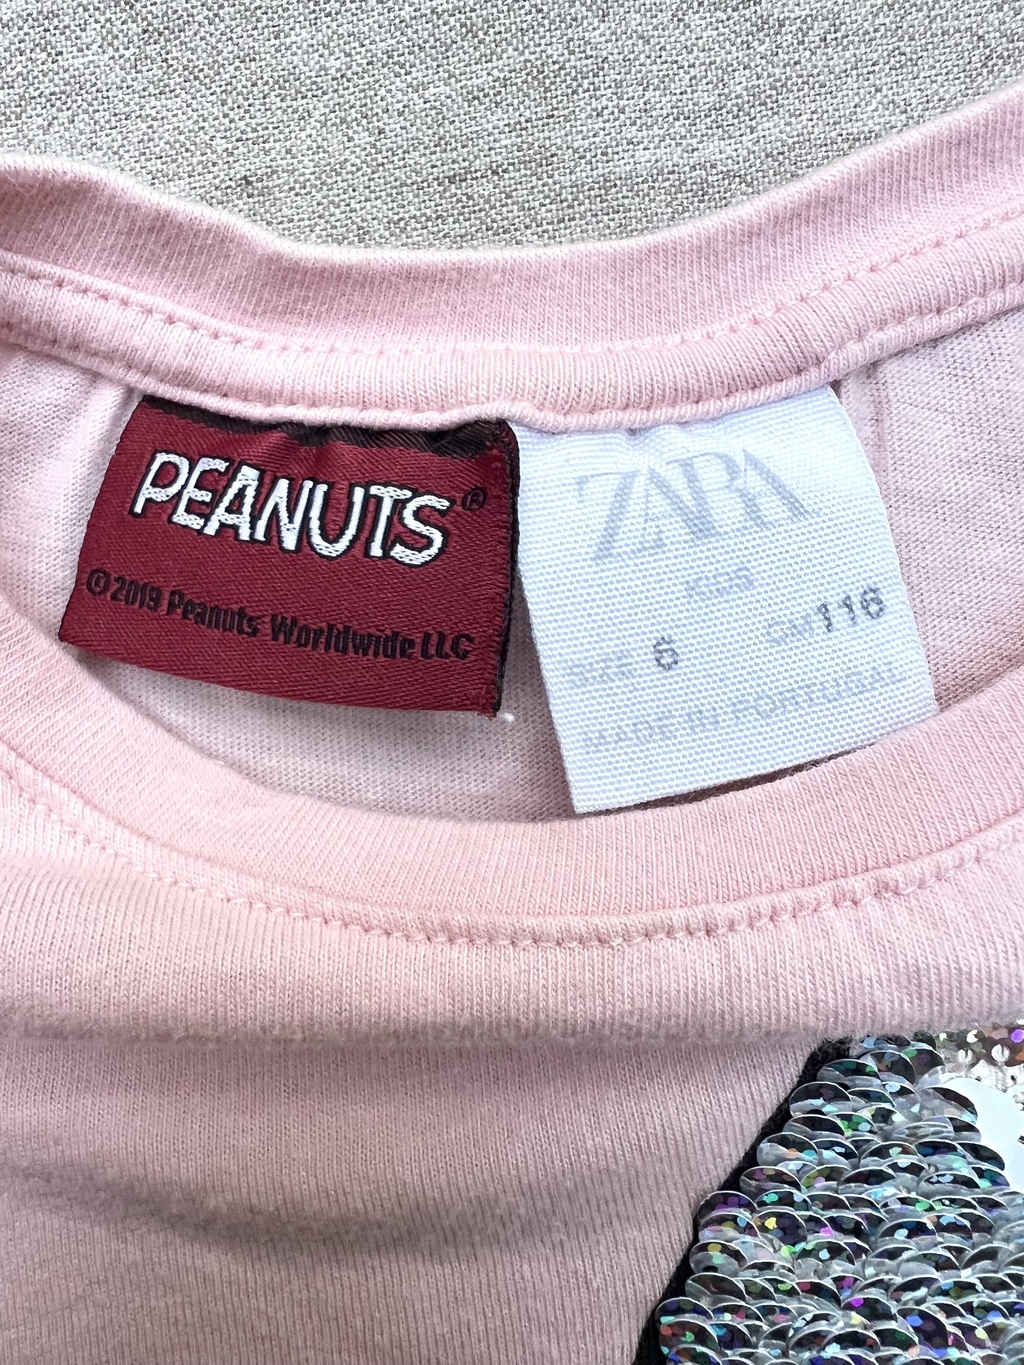 PEANUTS®
©2019 Peanuts Worldwide LLC
ZARA
KIDS
SIZE 6 CM 116
MADE IN PORTUGAL